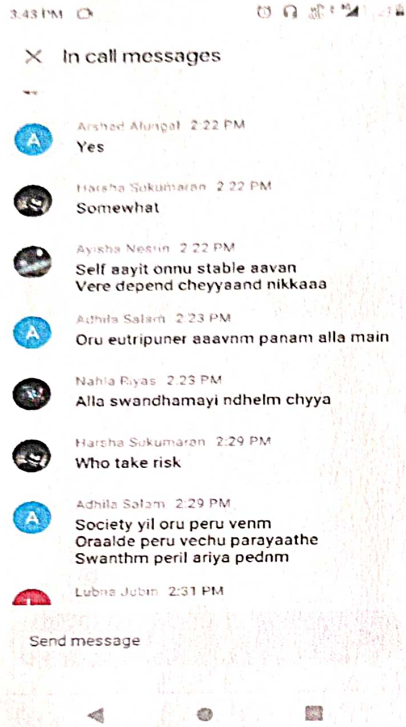 3:43 PM
In call messages
Arshad Alungal 2:22 PM
Yes
Harsha Sukumaran 2:22 PM
Somewhat
Ayisha Nesrin 2:22 PM
Self aayit onnu stable aavan
Vere depend cheyyaand nikkaaa
Adhila Salam 2:23 PM
Oru eutripuner aaavnm panam alla main
Nahla Riyas 2:23 PM
Alla swandhamayi ndhelm chyya
Harsha Sukumaran 2:29 PM
Who take risk
Adhila Salam 2:29 PM
Society yil oru peru venm
Oraalde peru vechu parayaathe
Swanthm peril ariya pednm
Lubna Jubin 2:31 PM
Send message